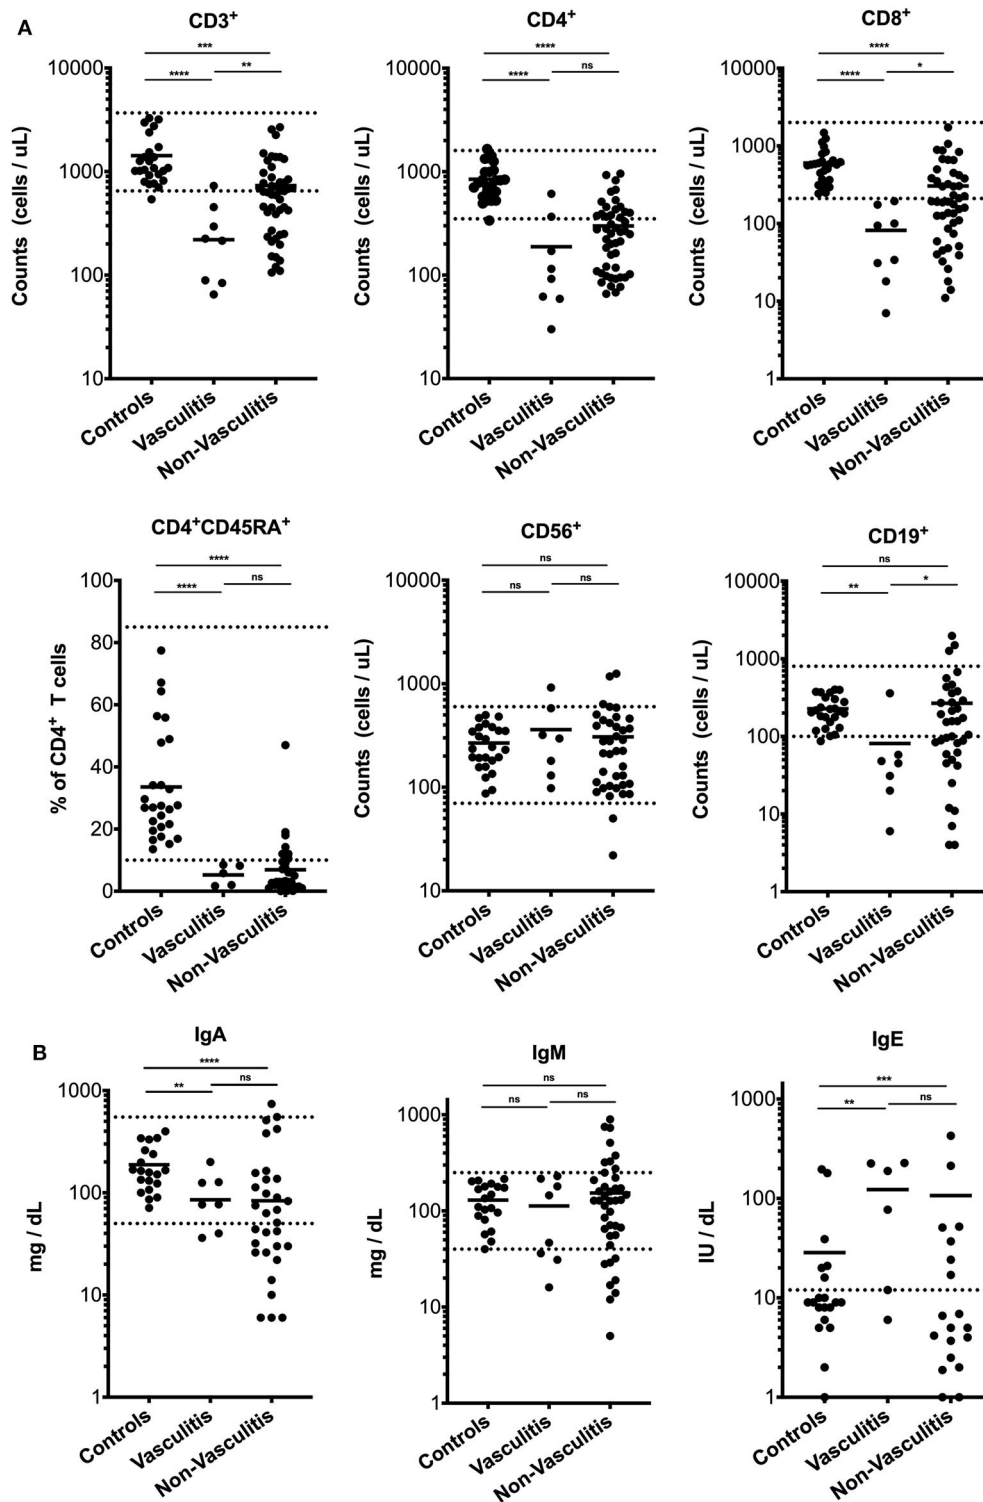 A
CD3+
CD4+
CD8+
***
****
**
****
****
ns
****
****
*
Counts (cells / uL)
10000
1000
100
10
Controls
Vasculitis
Non-Vasculitis
Counts (cells / uL)
10000
1000
100
10
Controls
Vasculitis
Non-Vasculitis
Counts (cells / uL)
10000
1000
100
10
1
Controls
Vasculitis
Non-Vasculitis
CD4+CD45RA+
CD56+
CD19+
****
****
ns
ns
ns
ns
ns
**
*
% of CD4+ T cells
100
80
60
40
20
0
Controls
Vasculitis
Non-Vasculitis
Counts (cells / uL)
10000
1000
100
10
Controls
Vasculitis
Non-Vasculitis
Counts (cells / uL)
10000
1000
100
10
1
Controls
Vasculitis
Non-Vasculitis
B
IgA
IgM
IgE
****
**
ns
ns
ns
ns
***
**
ns
mg / dL
1000
100
10
1
Controls
Vasculitis
Non-Vasculitis
mg / dL
1000
100
10
1
Controls
Vasculitis
Non-Vasculitis
IU / dL
1000
100
10
1
Controls
Vasculitis
Non-Vasculitis